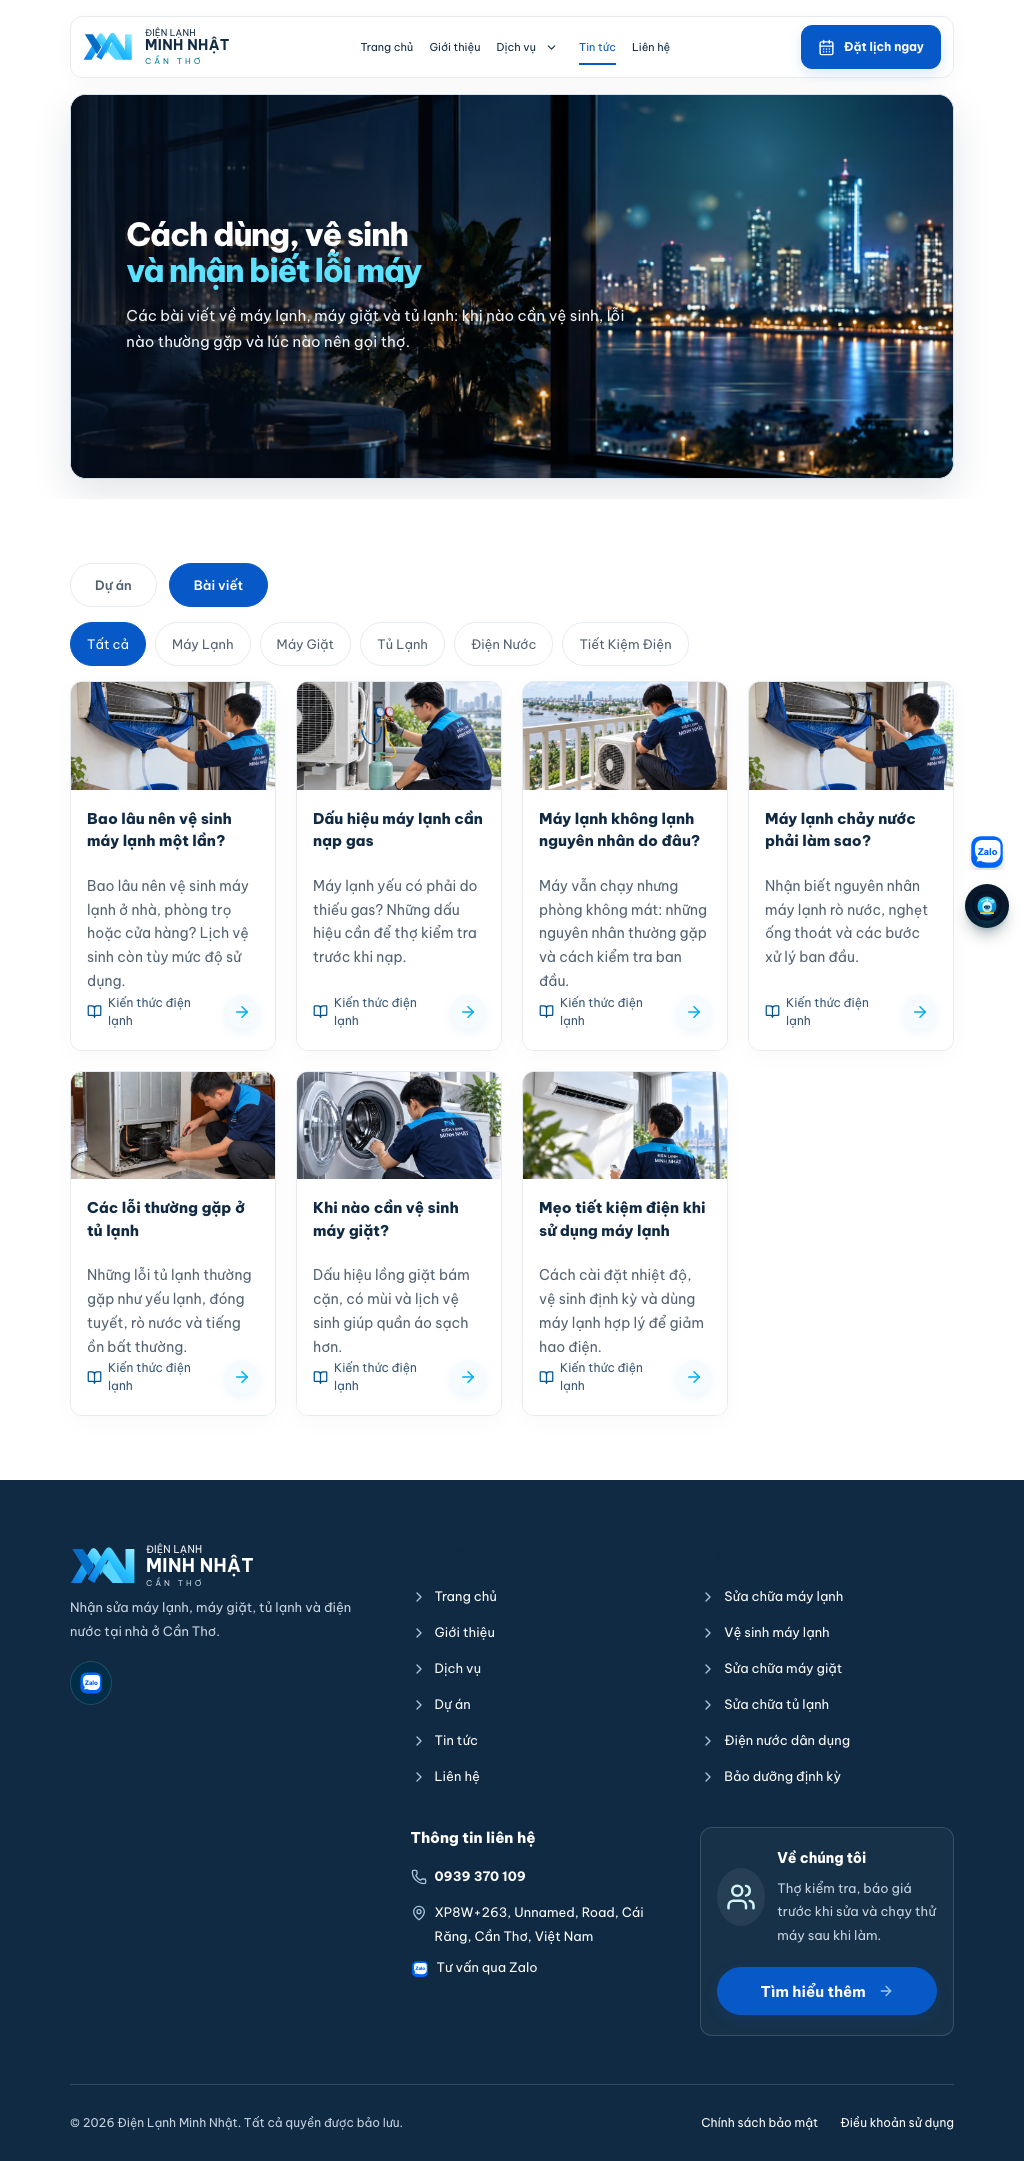 ĐIỆN LẠNH
MINH NHẬT
CẦN THƠ
Trang chủ
Giới thiệu
Dịch vụ
Tin tức
Liên hệ
Đặt lịch ngay
Cách dùng, vệ sinh
và nhận biết lỗi máy
Các bài viết về máy lạnh, máy giặt và tủ lạnh: khi nào cần vệ sinh, lỗi
nào thường gặp và lúc nào nên gọi thợ.
Dự án
Bài viết
Tất cả
Máy Lạnh
Máy Giặt
Tủ Lạnh
Điện Nước
Tiết Kiệm Điện
Bao lâu nên vệ sinh
máy lạnh một lần?
Bao lâu nên vệ sinh máy
lạnh ở nhà, phòng trọ
hoặc cửa hàng? Lịch vệ
sinh còn tùy mức độ sử
dụng.
Kiến thức điện
lạnh
Dấu hiệu máy lạnh cần
nạp gas
Máy lạnh yếu có phải do
thiếu gas? Những dấu
hiệu cần để thợ kiểm tra
trước khi nạp.
Kiến thức điện
lạnh
ĐIỆN LẠNH
MINH NHẬT
Máy lạnh không lạnh
nguyên nhân do đâu?
Máy vẫn chạy nhưng
phòng không mát: những
nguyên nhân thường gặp
và cách kiểm tra ban
đầu.
Kiến thức điện
lạnh
Máy lạnh chảy nước
phải làm sao?
Nhận biết nguyên nhân
máy lạnh rò nước, nghẹt
ống thoát và các bước
xử lý ban đầu.
Kiến thức điện
lạnh
Zalo
Các lỗi thường gặp ở
tủ lạnh
Những lỗi tủ lạnh thường
gặp như yếu lạnh, đóng
tuyết, rò nước và tiếng
ồn bất thường.
Kiến thức điện
lạnh
ĐIỆN LẠNH
MINH NHẬT
Khi nào cần vệ sinh
máy giặt?
Dấu hiệu lồng giặt bám
cặn, có mùi và lịch vệ
sinh giúp quần áo sạch
hơn.
Kiến thức điện
lạnh
ĐIỆN LẠNH
MINH NHẬT
Mẹo tiết kiệm điện khi
sử dụng máy lạnh
Cách cài đặt nhiệt độ,
vệ sinh định kỳ và dùng
máy lạnh hợp lý để giảm
hao điện.
Kiến thức điện
lạnh
ĐIỆN LẠNH
MINH NHẬT
CẦN THƠ
Nhận sửa máy lạnh, máy giặt, tủ lạnh và điện
nước tại nhà ở Cần Thơ.
Zalo
Trang chủ
Giới thiệu
Dịch vụ
Dự án
Tin tức
Liên hệ
Sửa chữa máy lạnh
Vệ sinh máy lạnh
Sửa chữa máy giặt
Sửa chữa tủ lạnh
Điện nước dân dụng
Bảo dưỡng định kỳ
Thông tin liên hệ
0939 370 109
XP8W+263, Unnamed, Road, Cái
Răng, Cần Thơ, Việt Nam
Zalo
Tư vấn qua Zalo
Về chúng tôi
Thợ kiểm tra, báo giá
trước khi sửa và chạy thử
máy sau khi làm.
Tìm hiểu thêm
© 2026 Điện Lạnh Minh Nhật. Tất cả quyền được bảo lưu.
Chính sách bảo mật
Điều khoản sử dụng